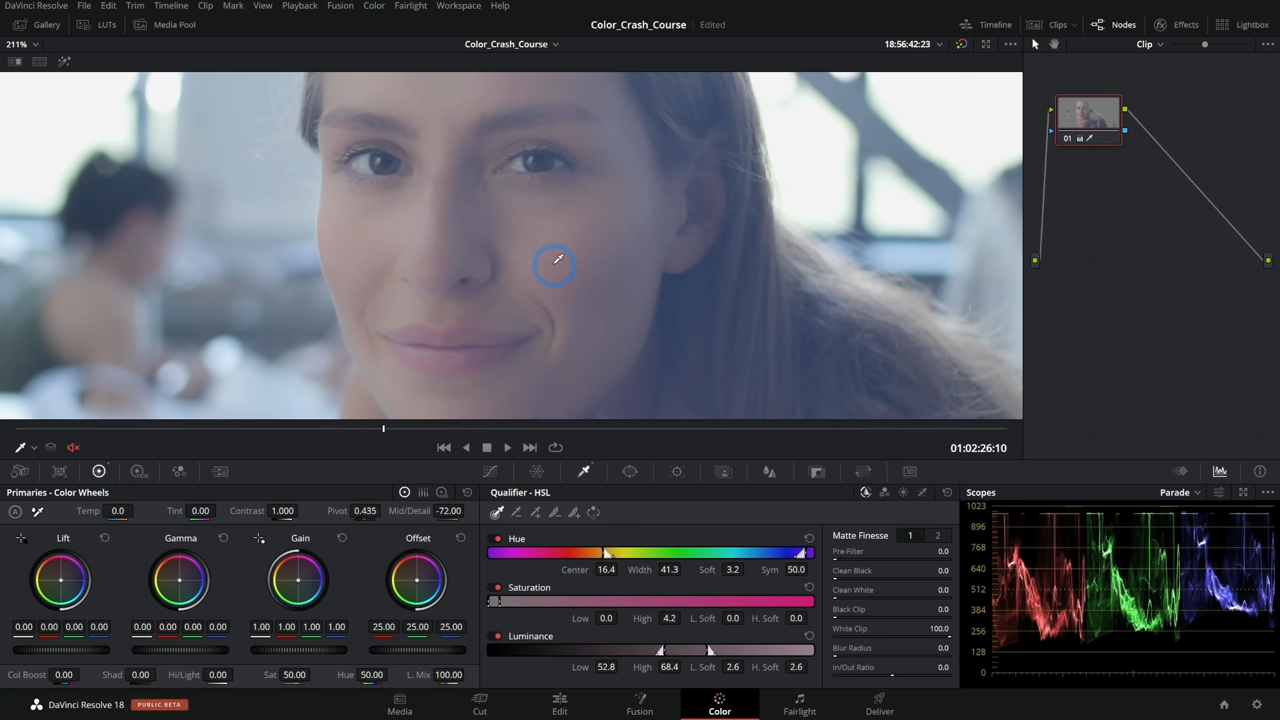 DaVinci Resolve File Edit Trim Timeline Clip Mark View Playback Fusion Color Fairlight Workspace Help
Gallery LUTs Media Pool Color_Crash_Course Edited Timeline Clips Nodes Effects Lightbox
211% Color_Crash_Course 18:56:42:23 Clip
01
01:02:26:10
Primaries - Color Wheels Qualifier - HSL Scopes Parade
A Temp 0.0 Tint 0.00 Contrast 1.000 Pivot 0.435 Mid/Detail -72.00
Lift Gamma Gain Offset
0.00 0.00 0.00 0.00 0.00 0.00 0.00 0.00 1.00 1.00 1.00 1.00 25.00 25.00 25.00
Col Boost 0.00 Shad 0.00 Hi/Light 0.00 Sat 50.00 Hue 50.00 L. Mix 100.00
Hue
Center 16.4 Width 41.3 Soft 3.2 Sym 50.0
Saturation
Low 0.0 High 4.2 L. Soft 0.0 H. Soft 0.0
Luminance
Low 52.8 High 68.4 L. Soft 2.6 H. Soft 2.6
Matte Finesse 1 2
Pre-Filter 0.0
Clean Black 0.0
Clean White 0.0
Black Clip 0.0
White Clip 100.0
Blur Radius 0.0
In/Out Ratio 0.0
1023
896
768
640
512
384
256
128
0
DaVinci Resolve 18 PUBLIC BETA Media Cut Edit Fusion Color Fairlight Deliver